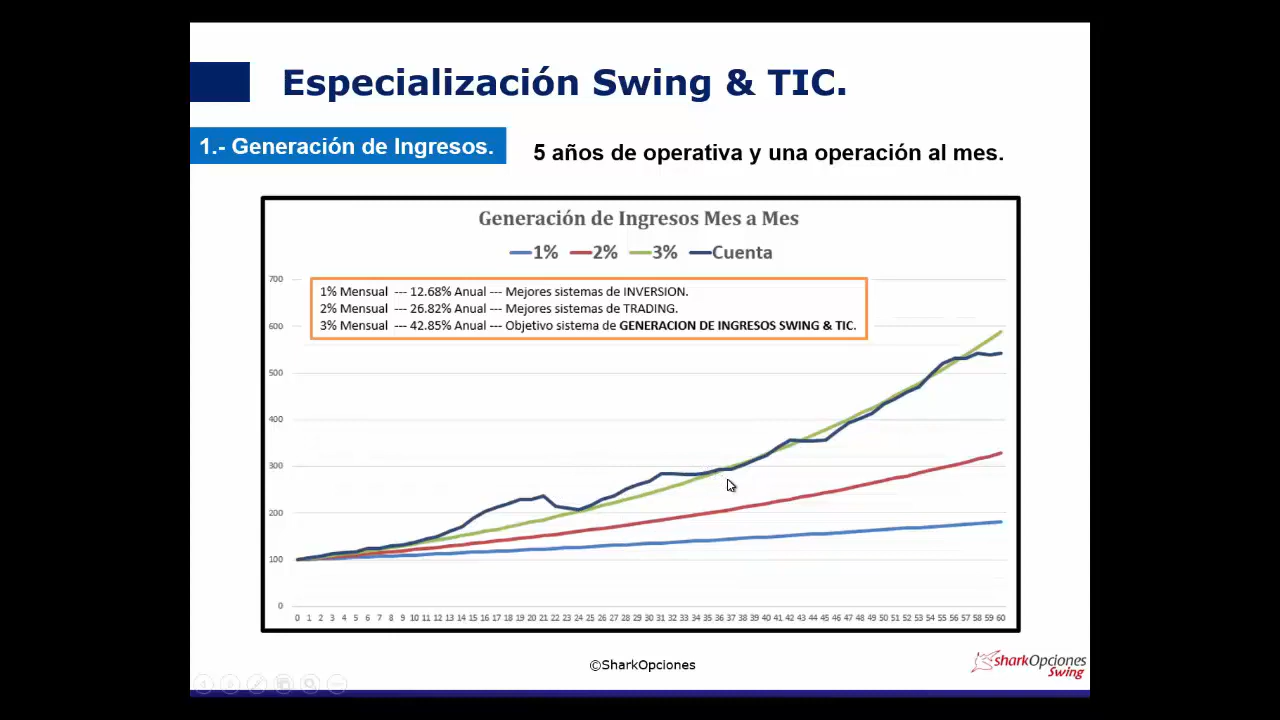 Especialización Swing & TIC.
1.- Generación de Ingresos.
5 años de operativa y una operación al mes.
Generación de Ingresos Mes a Mes
1% 2% 3% Cuenta
1% Mensual --- 12.68% Anual --- Mejores sistemas de INVERSION.
2% Mensual --- 26.82% Anual --- Mejores sistemas de TRADING.
3% Mensual --- 42.85% Anual --- Objetivo sistema de GENERACION DE INGRESOS SWING & TIC.
700
600
500
400
300
200
100
0
0 1 2 3 4 5 6 7 8 9 10 11 12 13 14 15 16 17 18 19 20 21 22 23 24 25 26 27 28 29 30 31 32 33 34 35 36 37 38 39 40 41 42 43 44 45 46 47 48 49 50 51 52 53 54 55 56 57 58 59 60
©SharkOpciones
sharkOpciones
Swing